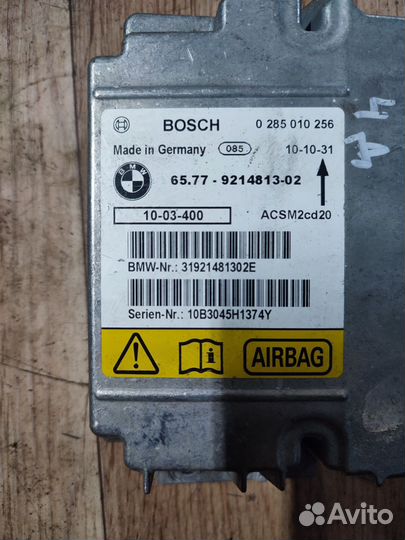 BOSCH 0 285 010 256
Made in Germany 085 10-10-31
BMW
65.77 - 9214813-02
10-03-400 ACSM2cd20
BMW-Nr.: 31921481302E
Serien-Nr.: 10B3045H1374Y
i
AIRBAG
Avito